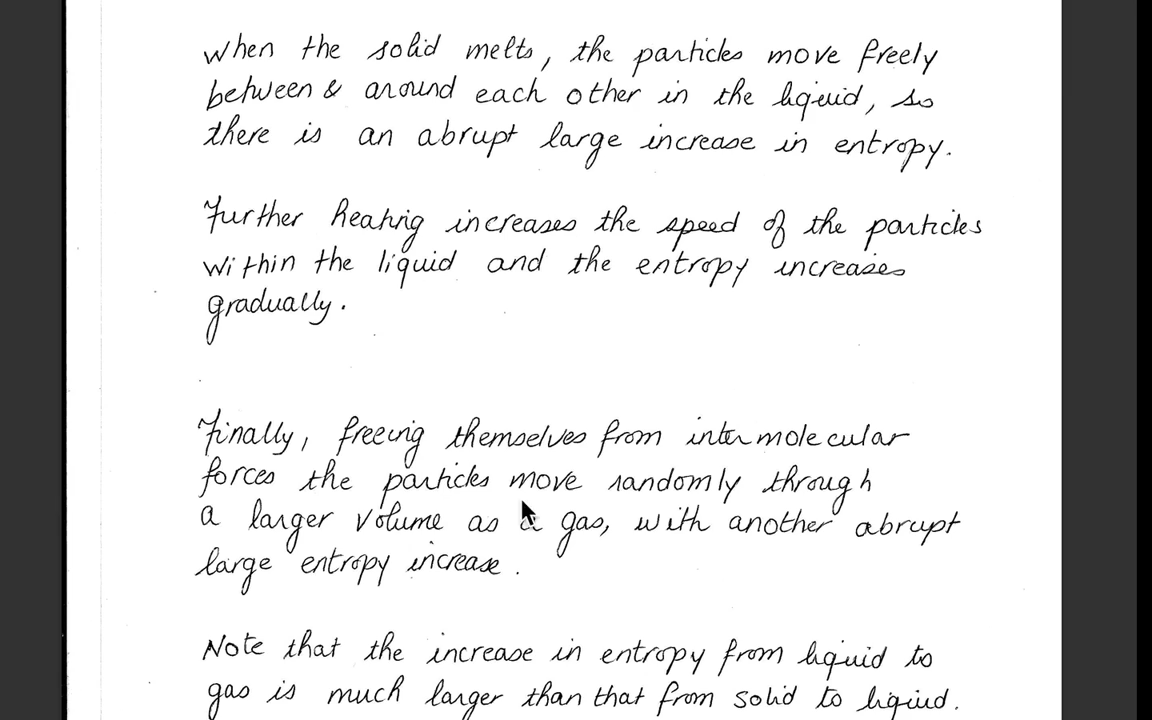 When the solid melts, the particles move freely
between & around each other in the liquid, so
there is an abrupt large increase in entropy.
Further heating increases the speed of the particles
within the liquid and the entropy increases
gradually.
Finally, freeing themselves from intermolecular
forces the particles move randomly through
a larger volume as a gas, with another abrupt
large entropy increase.
Note that the increase in entropy from liquid to
gas is much larger than that from solid to liquid.